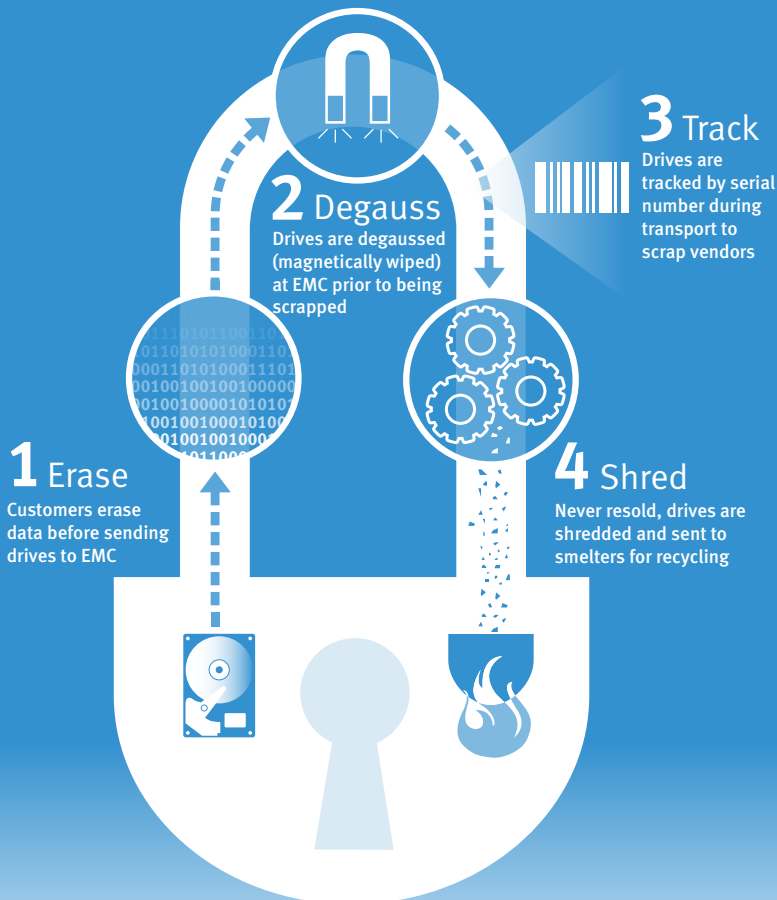 3 Track
Drives are
tracked by serial
number during
transport to
scrap vendors
2 Degauss
Drives are degaussed
(magnetically wiped)
at EMC prior to being
scrapped
1 Erase
Customers erase
data before sending
drives to EMC
4 Shred
Never resold, drives are
shredded and sent to
smelters for recycling